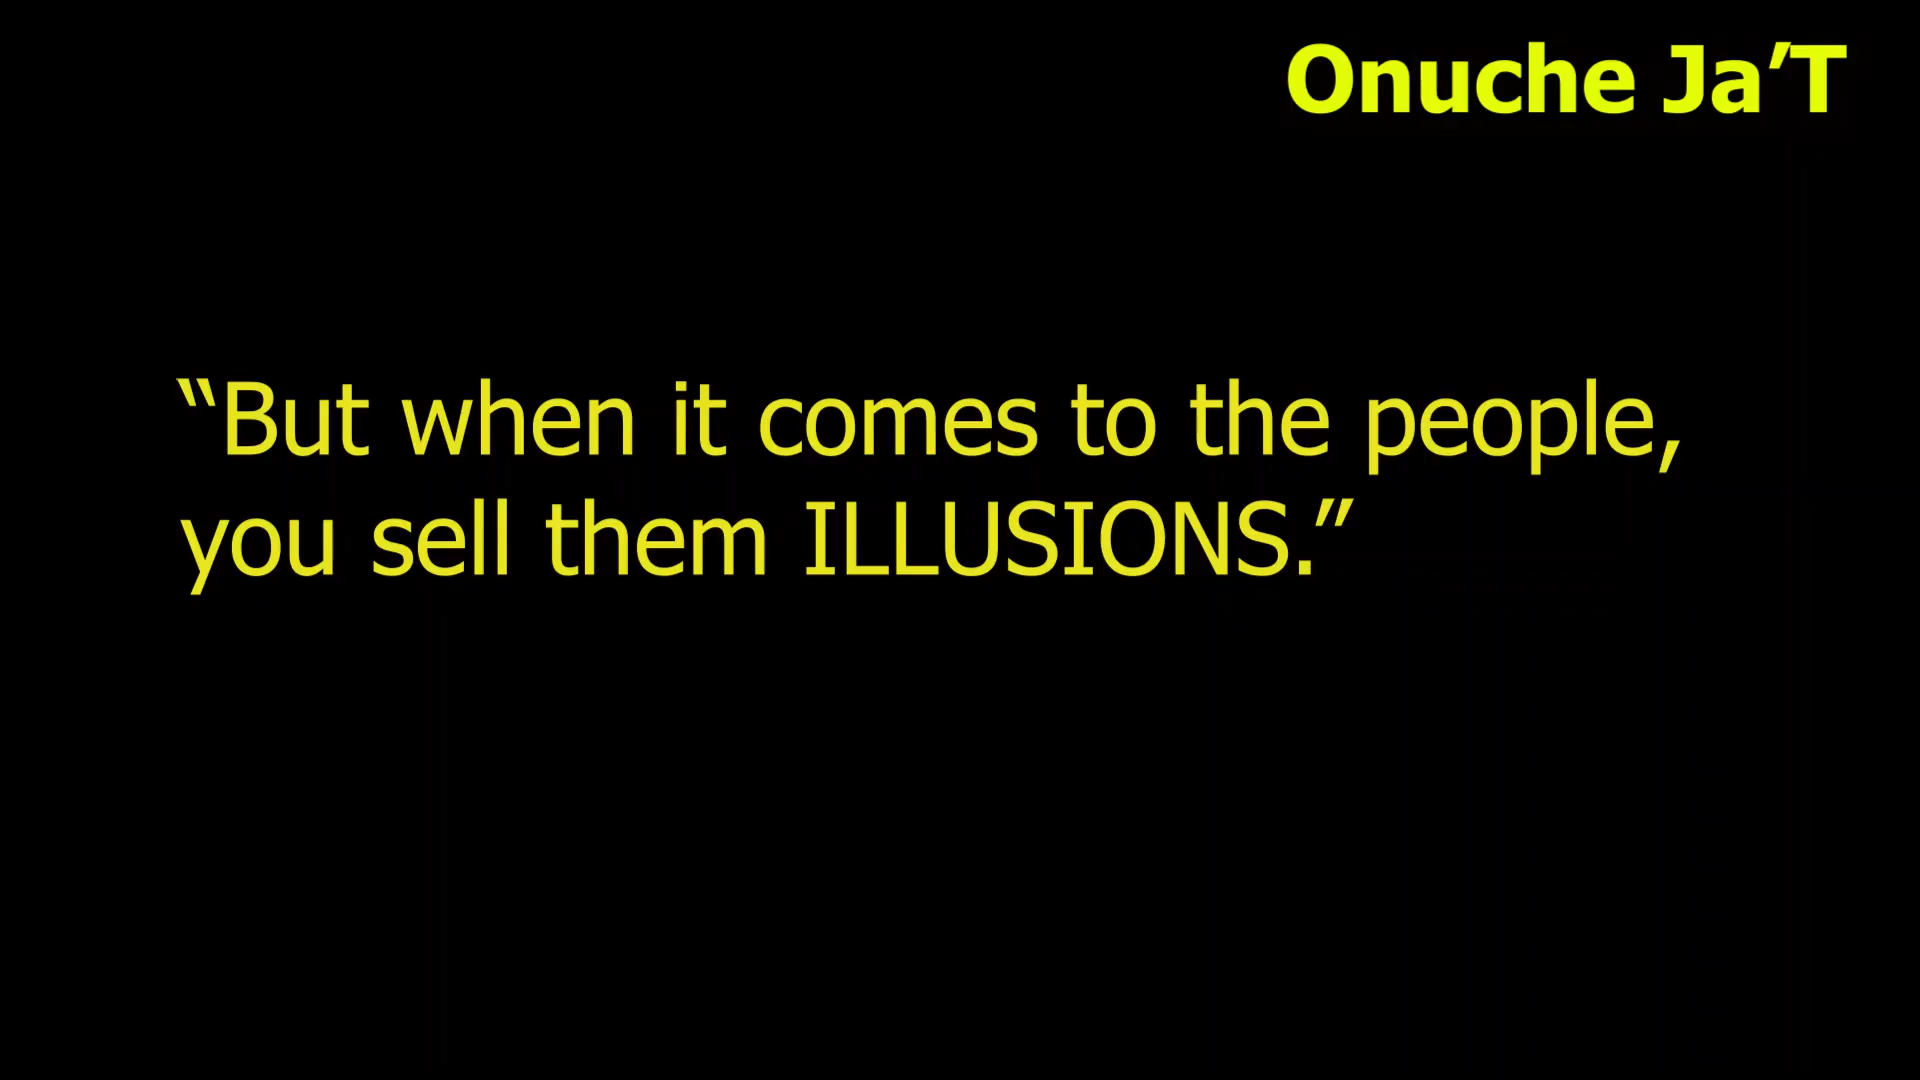 Onuche Ja’T
“But when it comes to the people,
you sell them ILLUSIONS.”